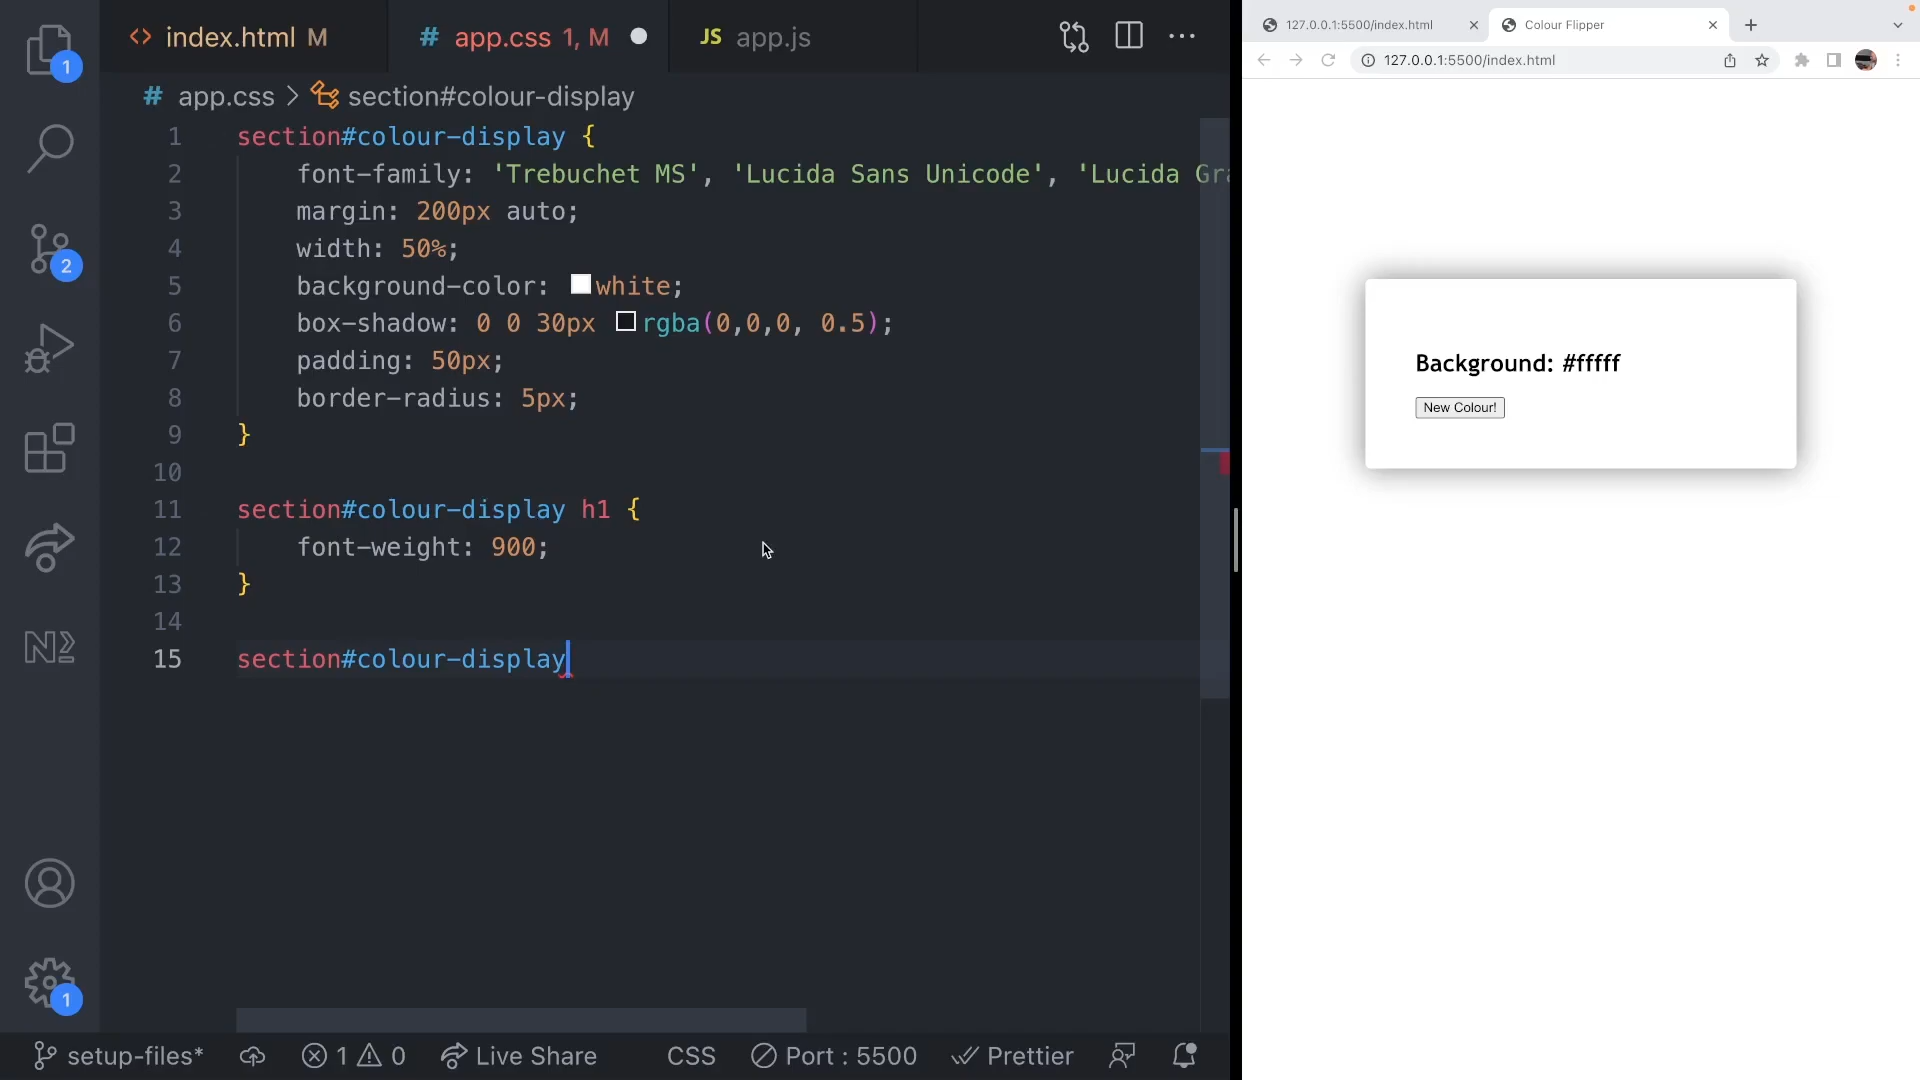 1
2
1
<> index.html M
# app.css 1, M ●
JS app.js
# app.css > section#colour-display
1 section#colour-display {
2 font-family: 'Trebuchet MS', 'Lucida Sans Unicode', 'Lucida Gra
3 margin: 200px auto;
4 width: 50%;
5 background-color: white;
6 box-shadow: 0 0 30px rgba(0,0,0, 0.5);
7 padding: 50px;
8 border-radius: 5px;
9 }
10
11 section#colour-display h1 {
12 font-weight: 900;
13 }
14
15 section#colour-display
setup-files* 1 0 Live Share CSS Port : 5500 Prettier
127.0.0.1:5500/index.html
Colour Flipper
127.0.0.1:5500/index.html
Background: #fffff
New Colour!